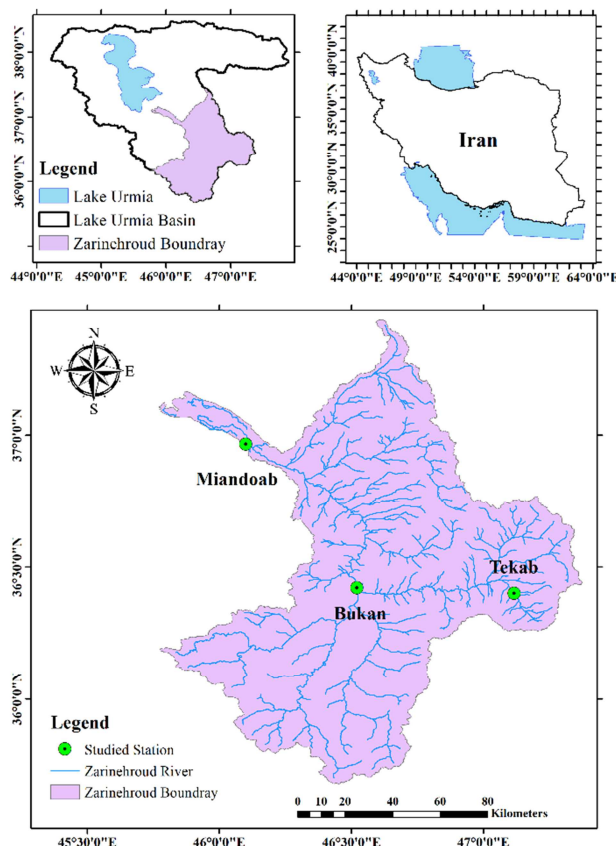 38°0'0"N
37°0'0"N
36°0'0"N
Legend
Lake Urmia
Lake Urmia Basin
Zarinehroud Boundray
44°0'0"E 45°0'0"E 46°0'0"E 47°0'0"E
40°0'0"N
35°0'0"N
30°0'0"N
25°0'0"N
Iran
44°0'0"E 49°0'0"E 54°0'0"E 59°0'0"E 64°0'0"E
N
W E
S
37°0'0"N
36°30'0"N
36°0'0"N
Miandoab
Tekab
Bukan
Legend
Studied Station
Zarinehroud River
Zarinehroud Boundray
0 10 20 40 60 80
Kilometers
45°30'0"E 46°0'0"E 46°30'0"E 47°0'0"E